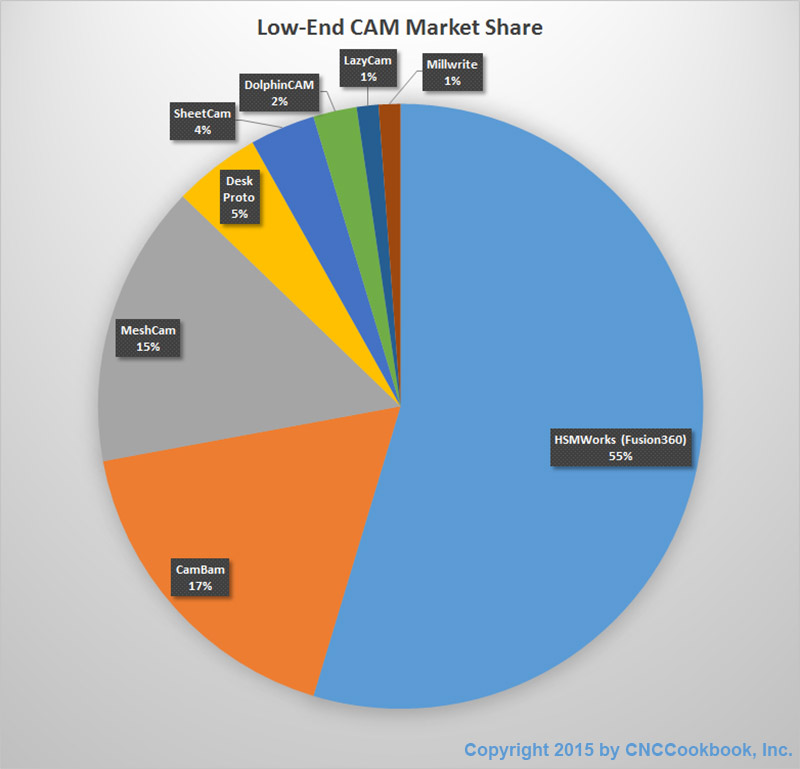 Low-End CAM Market Share
LazyCam
1%
Millwrite
1%
DolphinCAM
2%
SheetCam
4%
Desk
Proto
5%
MeshCam
15%
HSMWorks (Fusion360)
55%
CamBam
17%
Copyright 2015 by CNCCookbook, Inc.